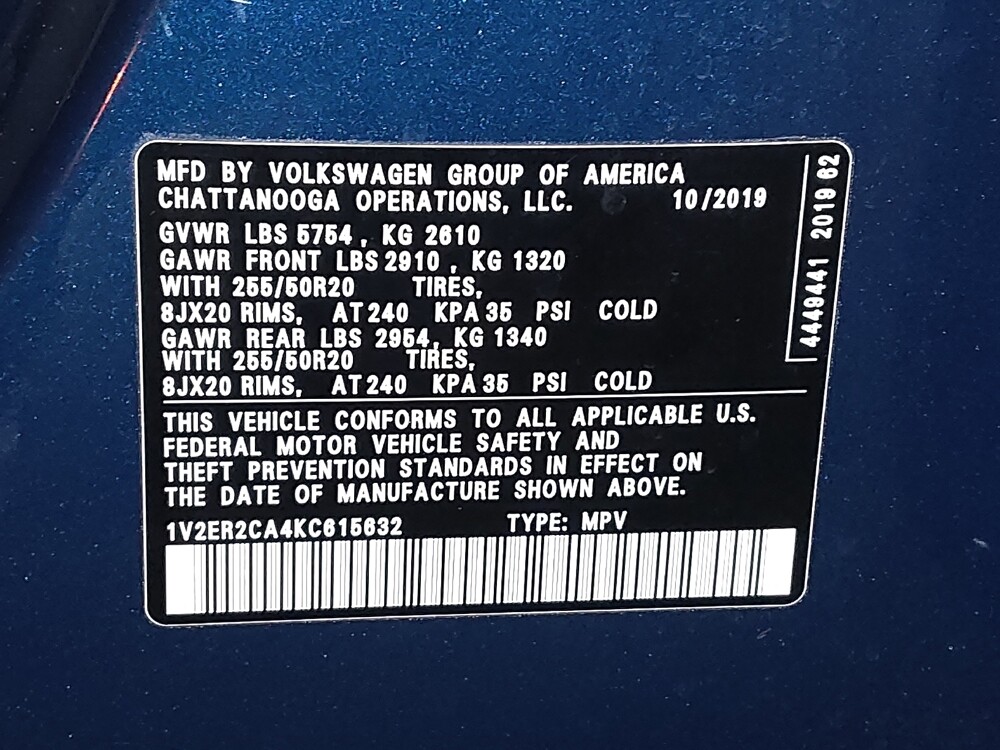 MFD BY VOLKSWAGEN GROUP OF AMERICA
CHATTANOOGA OPERATIONS, LLC. 10/2019
GVWR LBS 5754, KG 2610
GAWR FRONT LBS 2910, KG 1320
WITH 255/50R20 TIRES,
8JX20 RIMS, AT 240 KPA 35 PSI COLD
GAWR REAR LBS 2954, KG 1340
WITH 255/50R20 TIRES,
8JX20 RIMS, AT 240 KPA 35 PSI COLD
THIS VEHICLE CONFORMS TO ALL APPLICABLE U.S.
FEDERAL MOTOR VEHICLE SAFETY AND
THEFT PREVENTION STANDARDS IN EFFECT ON
THE DATE OF MANUFACTURE SHOWN ABOVE.
1V2ER2CA4KC615632 TYPE: MPV
4449441 2019 62